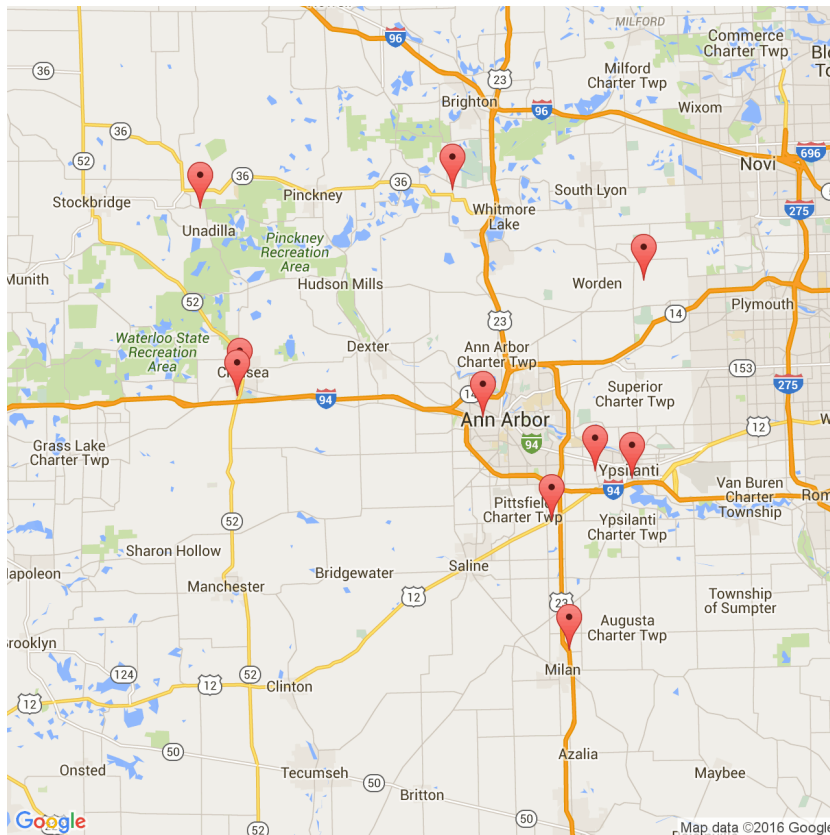 MILFORD
Commerce
Charter Twp
96
36
23
Milford
Charter Twp
Brighton
Wixom
96
36
52
696
Novi
Stockbridge
36
Pinckney
36
South Lyon
275
Whitmore
Lake
Unadilla
Pinckney
Recreation
Area
Munith
Hudson Mills
Worden
52
Plymouth
14
23
Waterloo State
Recreation
Area
Dexter
Ann Arbor
Charter Twp
153
Chelsea
275
Superior
Charter Twp
94
14
Ann Arbor
12
94
Grass Lake
Charter Twp
Ypsilanti
94
Van Buren
Charter
Township
Pittsfield
Charter Twp
52
Ypsilanti
Charter Twp
Sharon Hollow
Saline
Napoleon
Bridgewater
Manchester
12
23
Township
of Sumpter
Augusta
Charter Twp
Brooklyn
124
52
Milan
12
Clinton
12
50
Azalia
Onsted
Tecumseh
Maybee
50
Britton
50
Google
52
23
Map data ©2016 Google